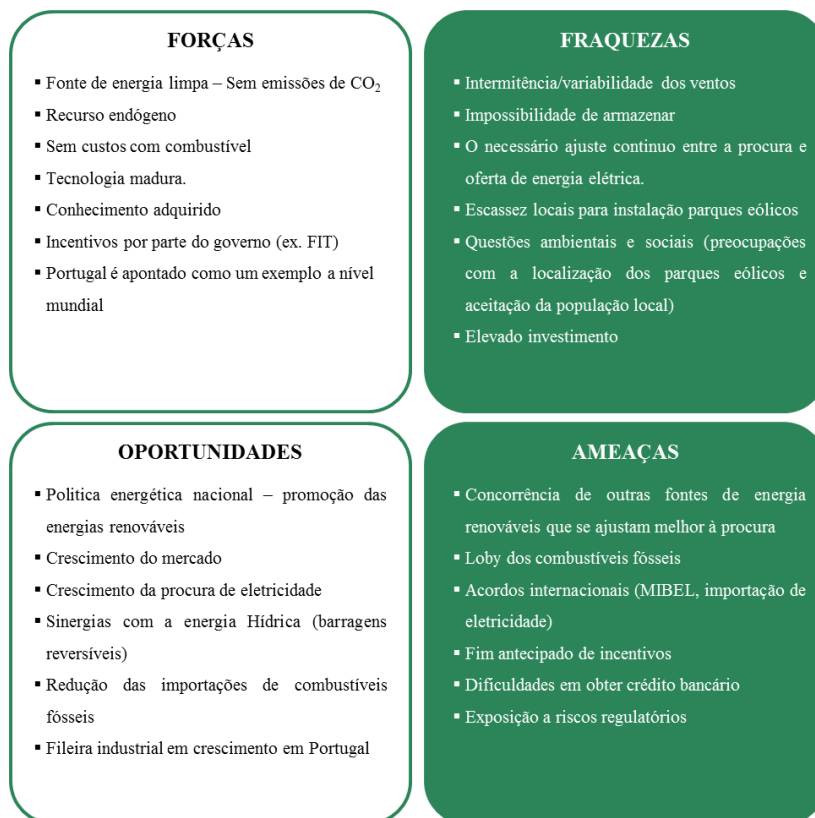 FORÇAS
▪ Fonte de energia limpa – Sem emissões de CO₂
▪ Recurso endógeno
▪ Sem custos com combustível
▪ Tecnologia madura.
▪ Conhecimento adquirido
▪ Incentivos por parte do governo (ex. FIT)
▪ Portugal é apontado como um exemplo a nível
mundial
FRAQUEZAS
▪ Intermitência/variabilidade dos ventos
▪ Impossibilidade de armazenar
▪ O necessário ajuste continuo entre a procura e
oferta de energia elétrica.
▪ Escassez locais para instalação parques eólicos
▪ Questões ambientais e sociais (preocupações
com a localização dos parques eólicos e
aceitação da população local)
▪ Elevado investimento
OPORTUNIDADES
▪ Politica energética nacional – promoção das
energias renováveis
▪ Crescimento do mercado
▪ Crescimento da procura de eletricidade
▪ Sinergias com a energia Hídrica (barragens
reversíveis)
▪ Redução das importações de combustíveis
fósseis
▪ Fileira industrial em crescimento em Portugal
AMEAÇAS
▪ Concorrência de outras fontes de energia
renováveis que se ajustam melhor à procura
▪ Loby dos combustíveis fósseis
▪ Acordos internacionais (MIBEL, importação de
eletricidade)
▪ Fim antecipado de incentivos
▪ Dificuldades em obter crédito bancário
▪ Exposição a riscos regulatórios